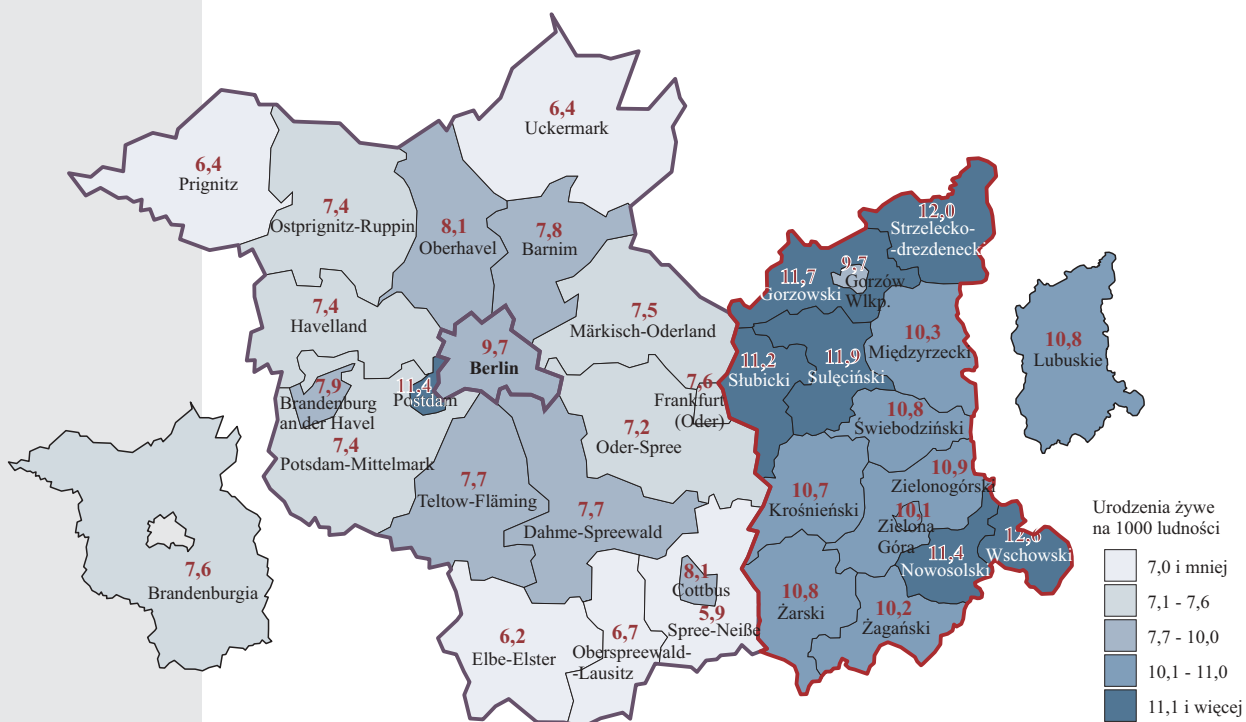 6,4
Uckermark
6,4
Prignitz
7,4
Ostprignitz-Ruppin
8,1
Oberhavel
7,8
Barnim
12,0
Strzelecko-
-drezdenecki
11,7
Gorzowski
9,7
Gorzów
Wlkp.
7,4
Havelland
7,5
Märkisch-Oderland
9,7
Berlin
10,3
Międzyrzecki
10,8
Lubuskie
11,2
Słubicki
11,9
Sulęciński
7,9
Brandenburg
an der Havel
11,4
Postdam
7,6
Frankfurt
(Oder)
7,4
Potsdam-Mittelmark
7,2
Oder-Spree
10,8
Świebodziński
7,7
Teltow-Fläming
7,7
Dahme-Spreewald
10,7
Krośnieński
10,9
Zielonogórski
10,1
Zielona
Góra
11,4
Nowosolski
Wschowski
7,6
Brandenburgia
8,1
Cottbus
5,9
Spree-Neiße
6,2
Elbe-Elster
6,7
Oberspreewald-
-Lausitz
10,8
Żarski
10,2
Żagański
Urodzenia żywe
na 1000 ludności
7,0 i mniej
7,1 - 7,6
7,7 - 10,0
10,1 - 11,0
11,1 i więcej